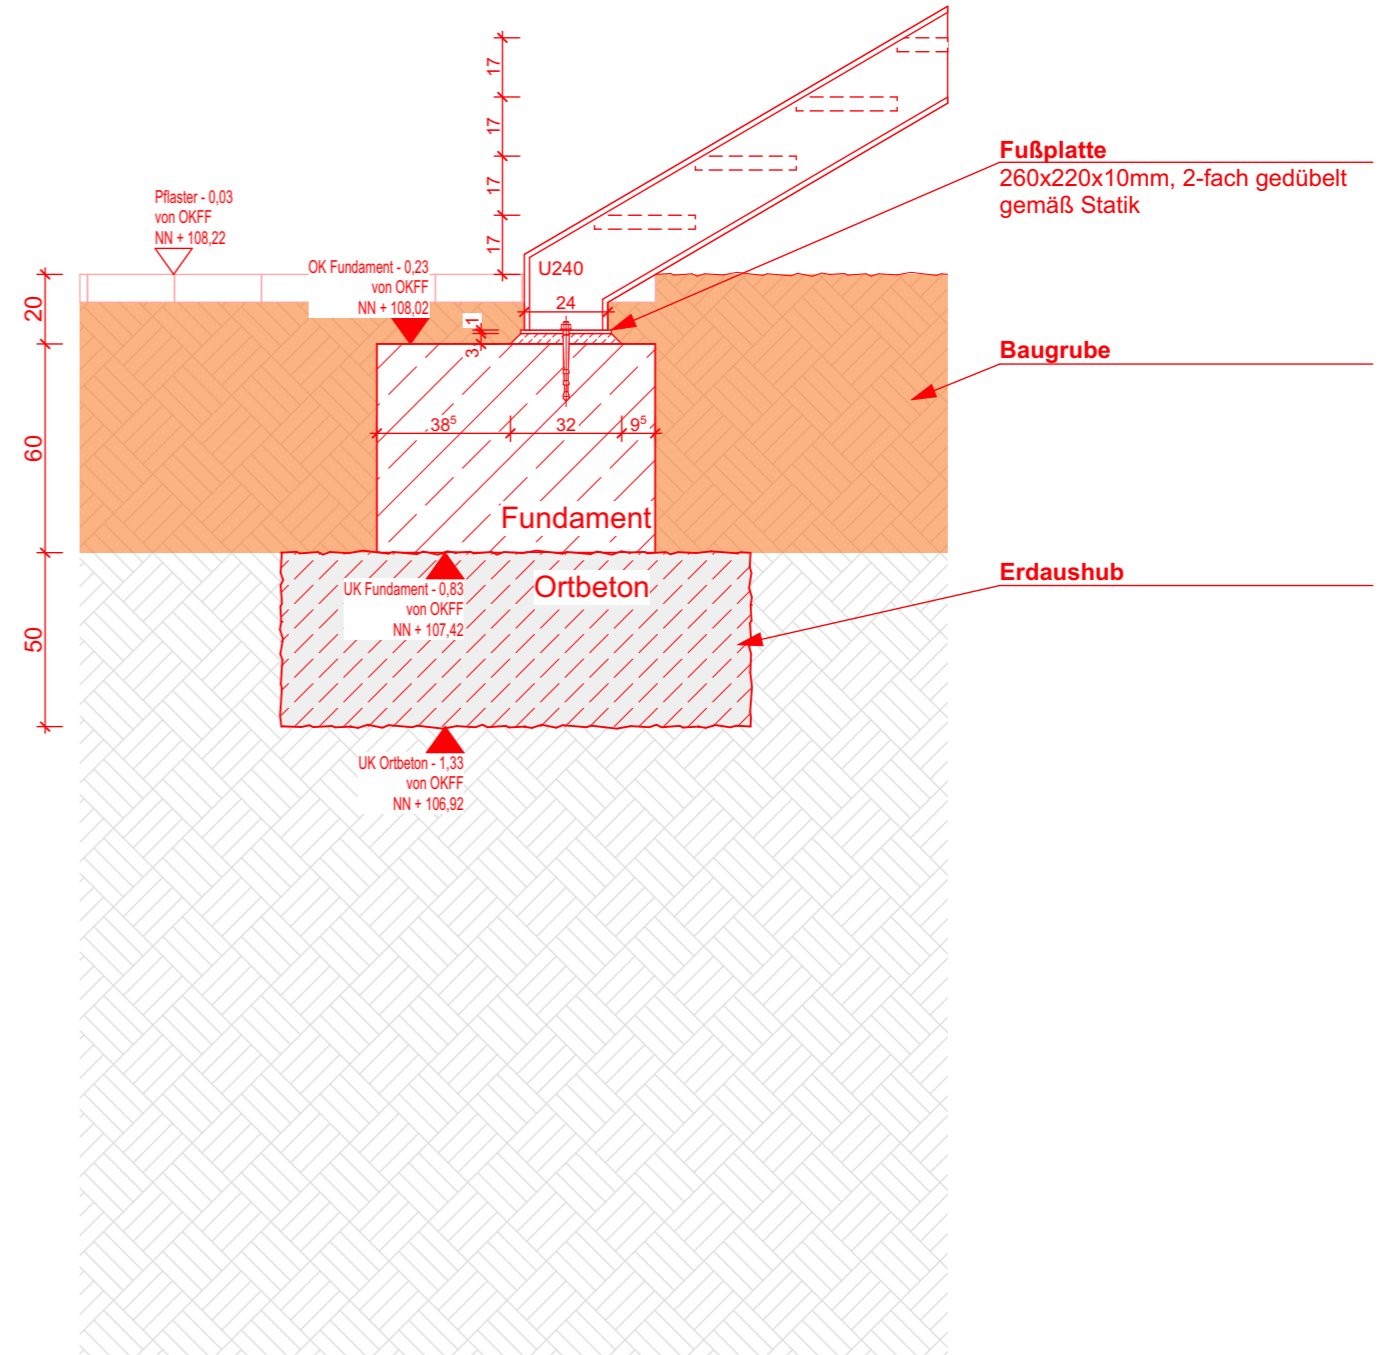 17
17
17
17
Fußplatte
260x220x10mm, 2-fach gedübelt
gemäß Statik
Pflaster - 0,03
von OKFF
NN + 108,22
OK Fundament - 0,23
von OKFF
NN + 108,02
U240
24
1
3
20
Baugrube
38⁵
32
9⁵
60
Fundament
Erdaushub
UK Fundament - 0,83
von OKFF
NN + 107,42
Ortbeton
50
UK Ortbeton - 1,33
von OKFF
NN + 106,92